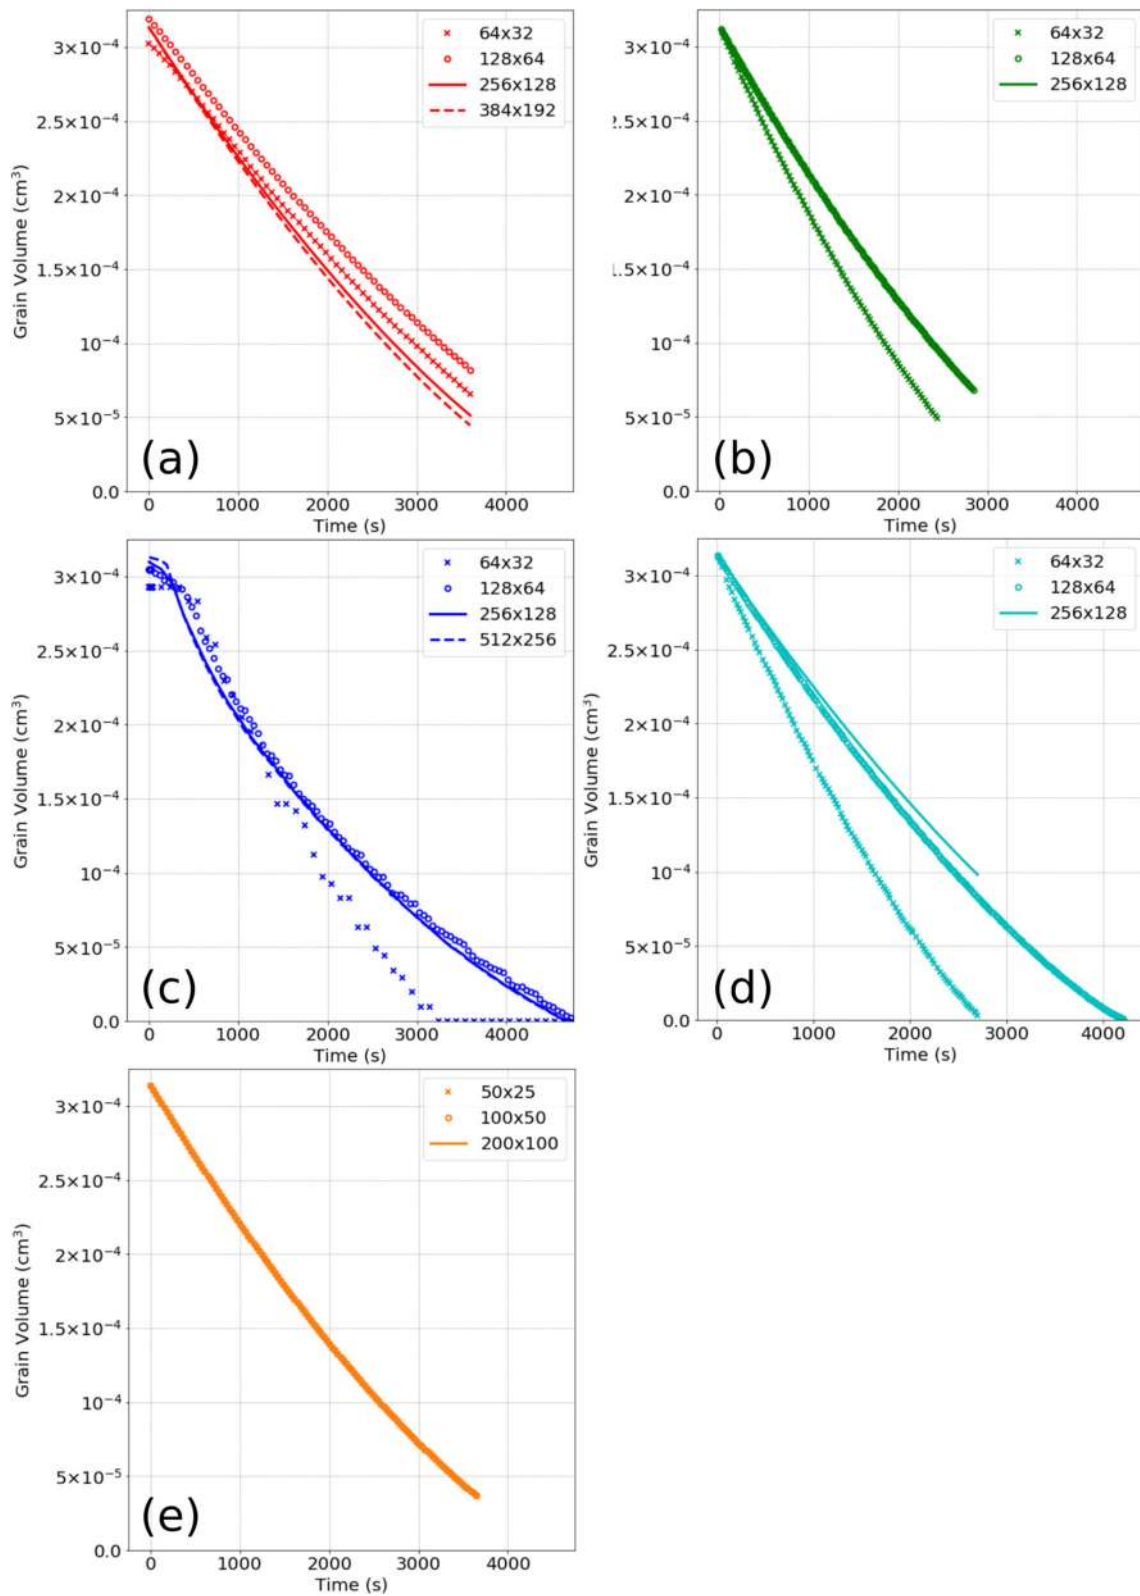 3×10⁻⁴
2.5×10⁻⁴
2×10⁻⁴
1.5×10⁻⁴
10⁻⁴
5×10⁻⁵
0.0
Grain Volume (cm³)
64x32
128x64
256x128
384x192
(a)
0 1000 2000 3000 4000
Time (s)
3×10⁻⁴
2.5×10⁻⁴
2×10⁻⁴
1.5×10⁻⁴
10⁻⁴
5×10⁻⁵
0.0
64x32
128x64
256x128
(b)
0 1000 2000 3000 4000
Time (s)
3×10⁻⁴
2.5×10⁻⁴
2×10⁻⁴
1.5×10⁻⁴
10⁻⁴
5×10⁻⁵
0.0
Grain Volume (cm³)
64x32
128x64
256x128
512x256
(c)
0 1000 2000 3000 4000
Time (s)
3×10⁻⁴
2.5×10⁻⁴
2×10⁻⁴
1.5×10⁻⁴
10⁻⁴
5×10⁻⁵
0.0
Grain Volume (cm³)
64x32
128x64
256x128
(d)
0 1000 2000 3000 4000
Time (s)
3×10⁻⁴
2.5×10⁻⁴
2×10⁻⁴
1.5×10⁻⁴
10⁻⁴
5×10⁻⁵
0.0
Grain Volume (cm³)
50x25
100x50
200x100
(e)
0 1000 2000 3000 4000
Time (s)